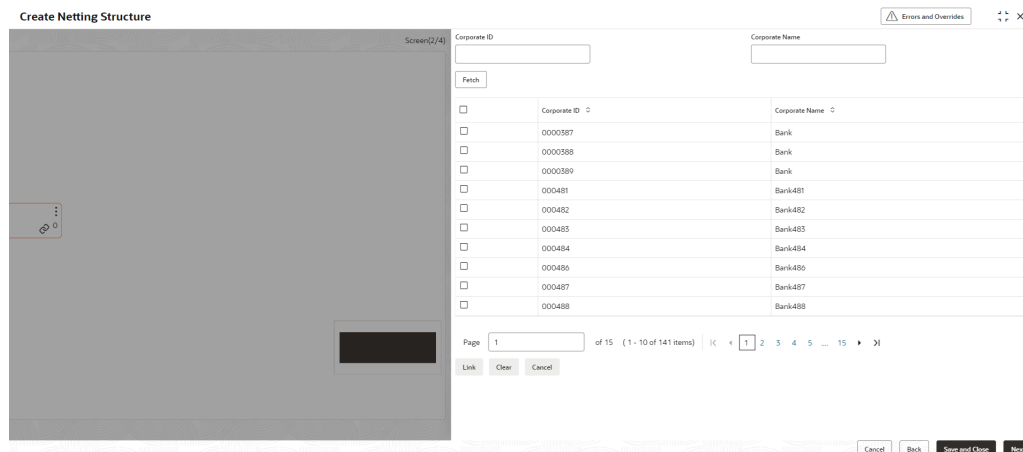 Create Netting Structure
Errors and Overrides
Screen(2/4)
Corporate ID Corporate Name
Fetch
Corporate ID Corporate Name
0000387 Bank
0000388 Bank
0000389 Bank
000481 Bank481
000482 Bank482
000483 Bank483
000484 Bank484
000486 Bank486
000487 Bank487
000488 Bank488
0
Page 1 of 15 (1 - 10 of 141 items) 1 2 3 4 5 ... 15
Link Clear Cancel
Cancel Back Save and Close Nex